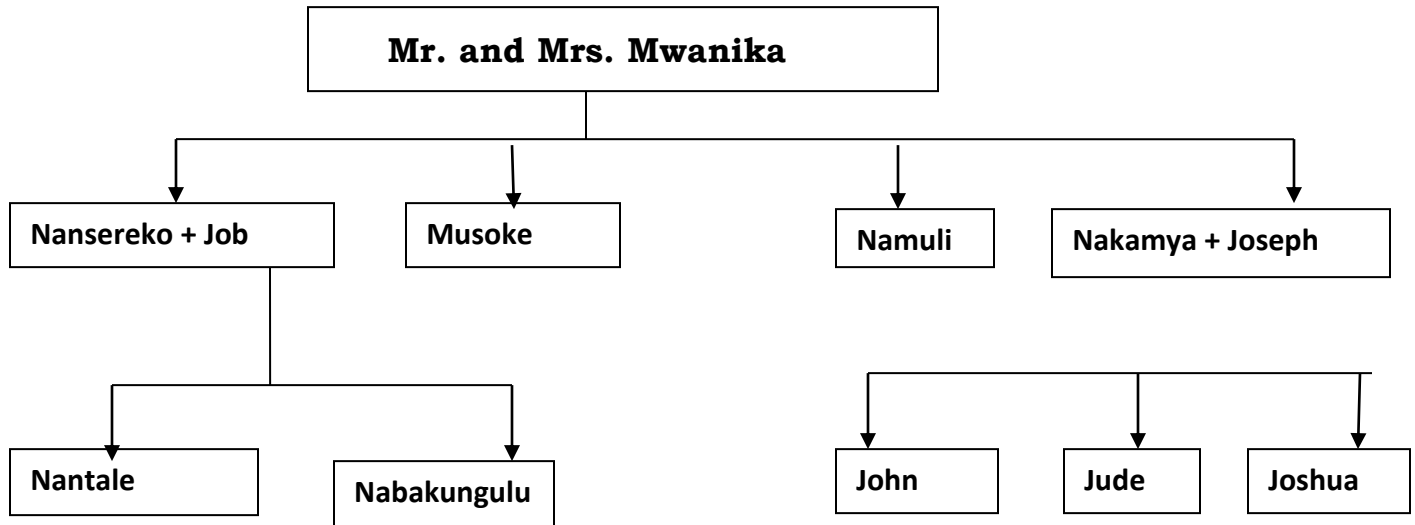 Mr. and Mrs. Mwanika
Nansereko + Job
Musoke
Namuli
Nakamya + Joseph
Nantale
Nabakungulu
John
Jude
Joshua